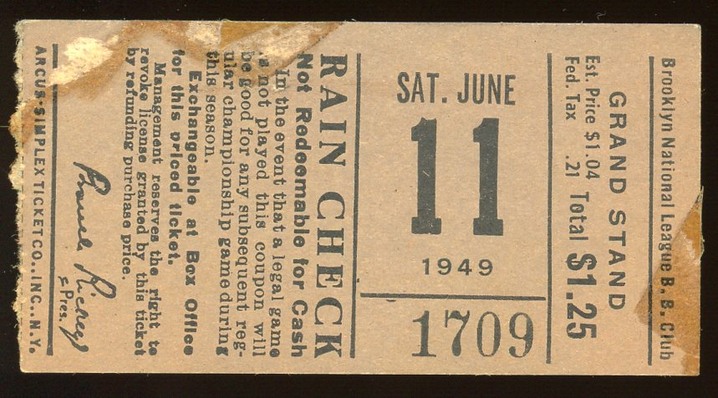 Brooklyn National League B. B. Club
GRAND STAND
Est. Price $1.04
Fed. Tax .21 Total $1.25
SAT. JUNE
11
1949
1709
RAIN CHECK
Not Redeemable for Cash
In the event that a legal game
is not played this coupon will
be good for any subsequent reg-
ular championship game during
this season.
Exchangeable at Box Office
for this priced ticket.
Management reserves the right to
revoke license granted by this ticket
by refunding purchase price.
Branch Rickey
Pres.
ARCUS-SIMPLEX TICKET CO., INC., N.Y.